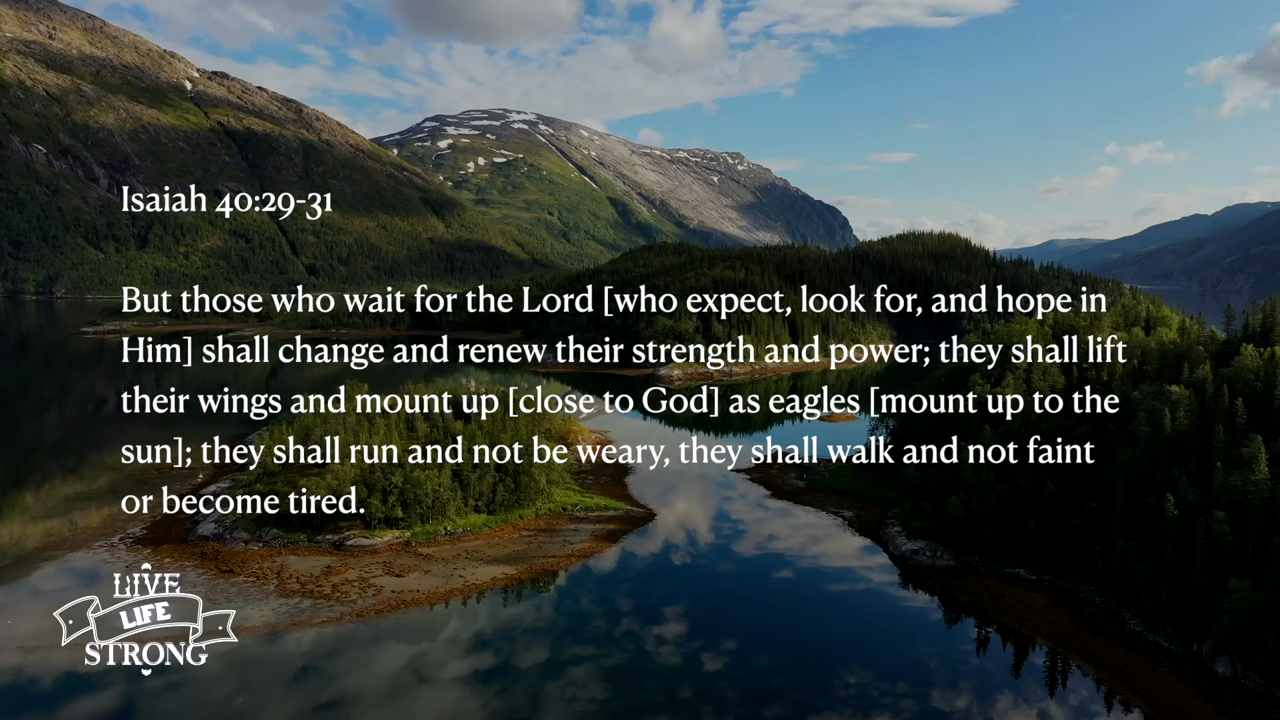 Isaiah 40:29-31
But those who wait for the Lord [who expect, look for, and hope in
Him] shall change and renew their strength and power; they shall lift
their wings and mount up [close to God] as eagles [mount up to the
sun]; they shall run and not be weary, they shall walk and not faint
or become tired.
LIVE
LIFE
STRONG